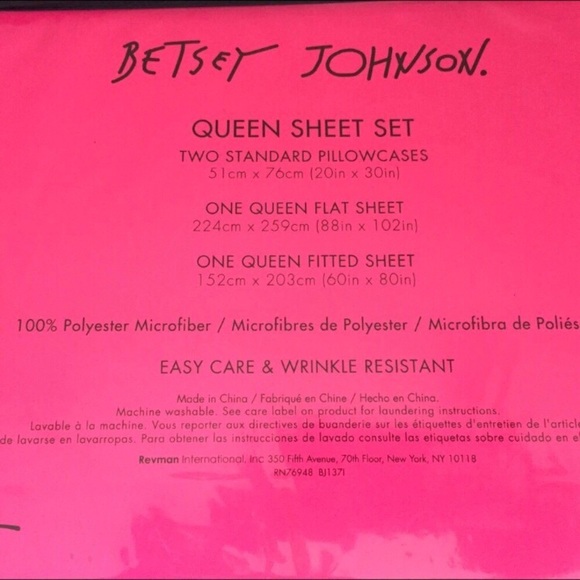 BETSEY JOHNSON.
QUEEN SHEET SET
TWO STANDARD PILLOWCASES
51cm x 76cm (20in x 30in)
ONE QUEEN FLAT SHEET
224cm x 259cm (88in x 102in)
ONE QUEEN FITTED SHEET
152cm x 203cm (60in x 80in)
100% Polyester Microfiber / Microfibres de Polyester / Microfibra de Poliés
EASY CARE & WRINKLE RESISTANT
Made in China / Fabriqué en Chine / Hecho en China.
Machine washable. See care label on product for laundering instructions.
Lavable à la machine. Vous reporter aux directives de buanderie sur les étiquettes d'entretien de l'article
de lavarse en lavarropas. Para obtener las instrucciones de lavado consulte las etiquetas sobre cuidado en el
Revman International, Inc 350 Fifth Avenue, 70th Floor, New York, NY 10118
RN76948 BJ1371